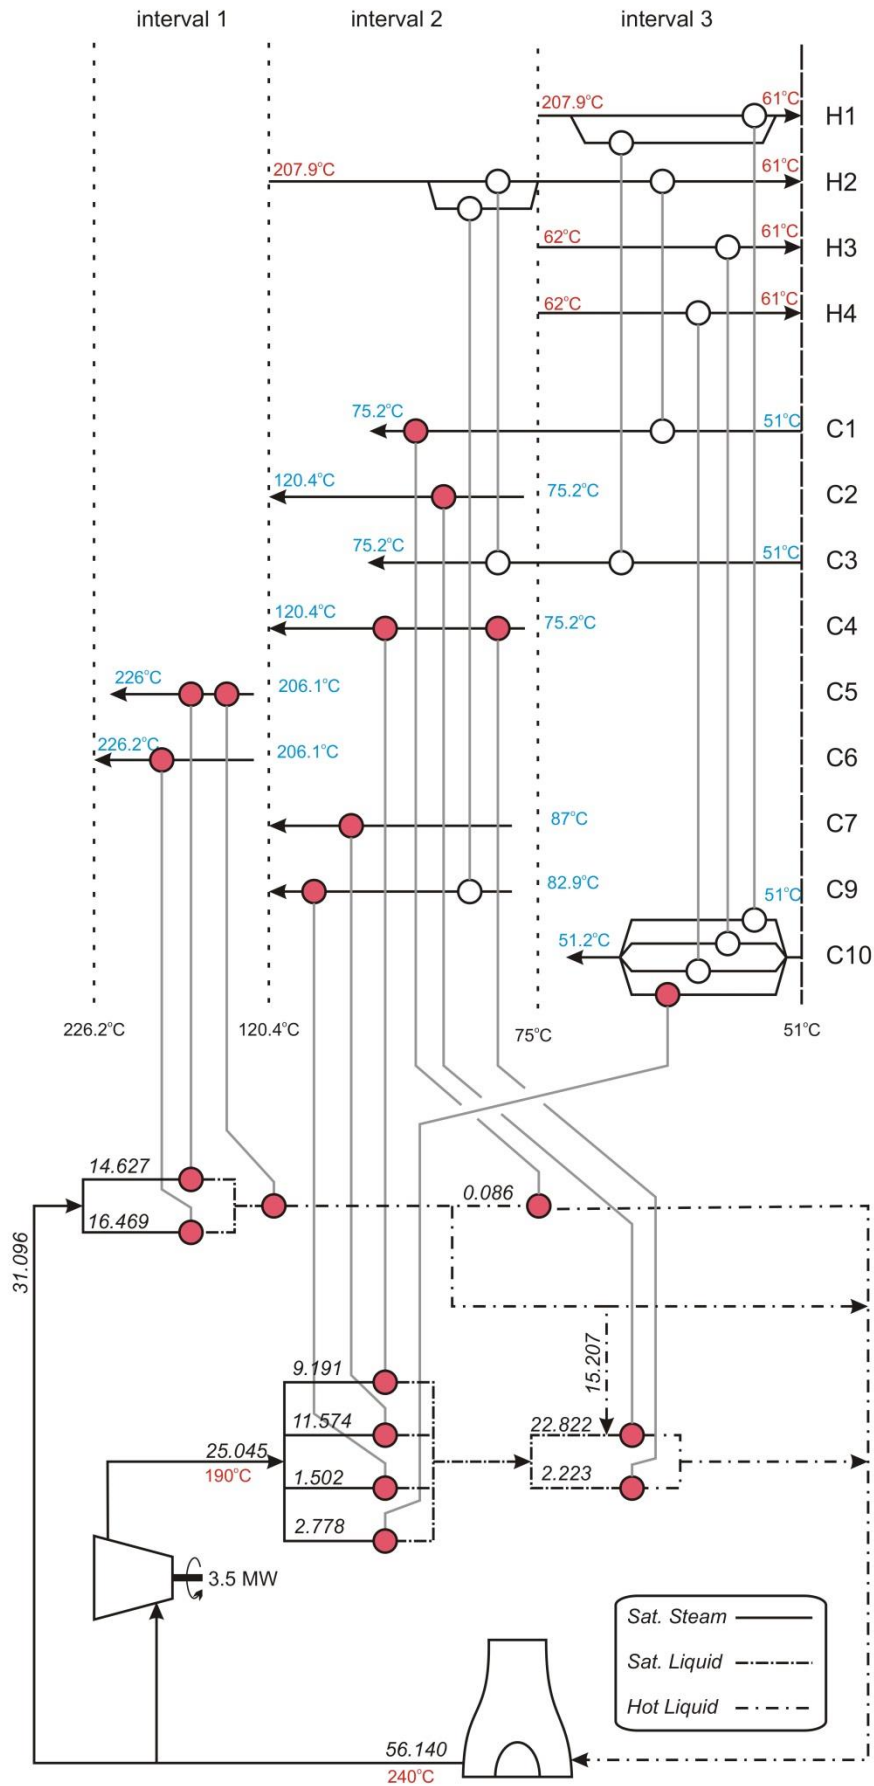 interval 1 interval 2 interval 3
207.9°C 61°C H1
207.9°C 61°C H2
62°C 61°C H3
62°C 61°C H4
75.2°C 51°C C1
120.4°C 75.2°C C2
75.2°C 51°C C3
120.4°C 75.2°C C4
226°C 206.1°C C5
226.2°C 206.1°C C6
87°C C7
82.9°C C9
51°C
51.2°C C10
226.2°C 120.4°C 75°C 51°C
14.627
0.086
16.469
31.096
15.207
9.191
11.574 22.822
25.045
190°C
1.502 2.223
2.778
3.5 MW
Sat. Steam
Sat. Liquid
Hot Liquid
56.140
240°C